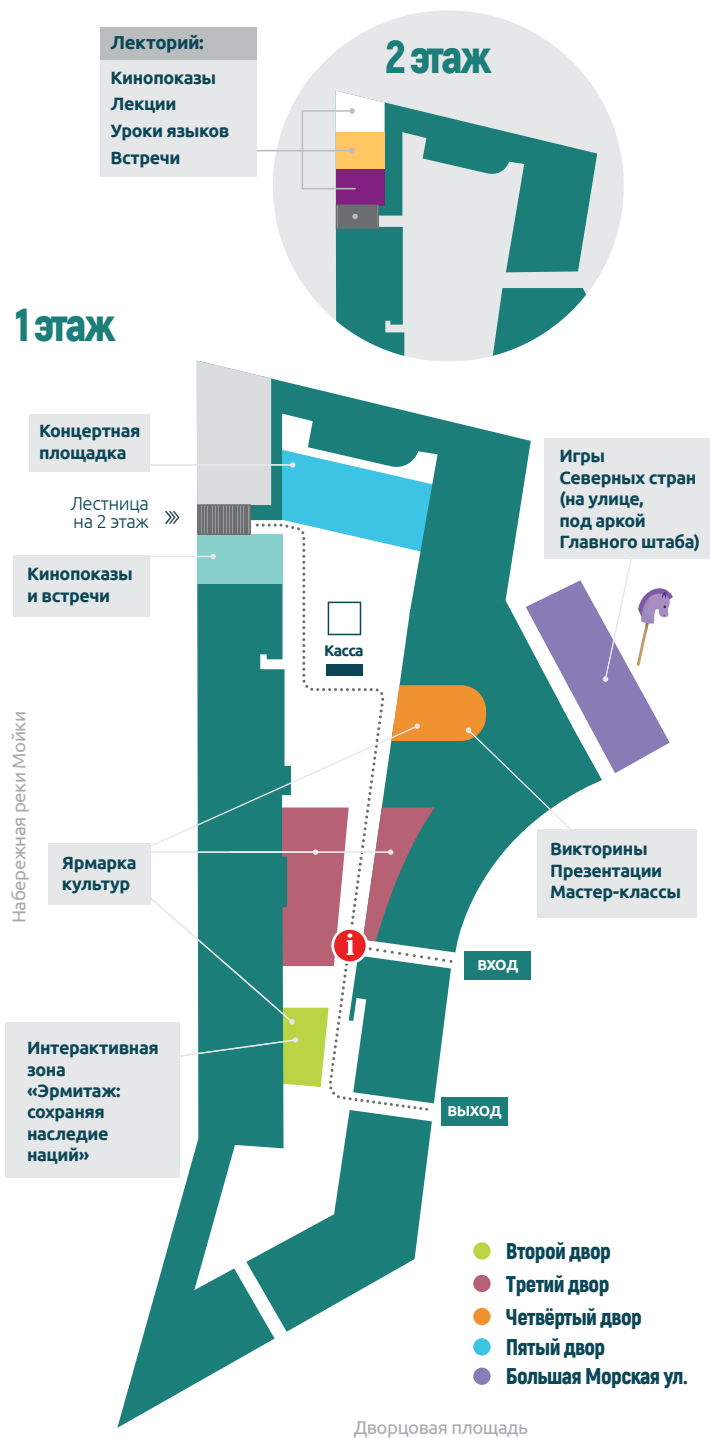 Лекторий:
Кинопоказы
Лекции
Уроки языков
Встречи
2 этаж
1 этаж
Концертная
площадка
Лестница
на 2 этаж
Кинопоказы
и встречи
Игры
Северных стран
(на улице,
под аркой
Главного штаба)
Касса
Набережная реки Мойки
Ярмарка
культур
Викторины
Презентации
Мастер-классы
i
ВХОД
Интерактивная
зона
«Эрмитаж:
сохраняя
наследие
наций»
ВЫХОД
Второй двор
Третий двор
Четвёртый двор
Пятый двор
Большая Морская ул.
Дворцовая площадь